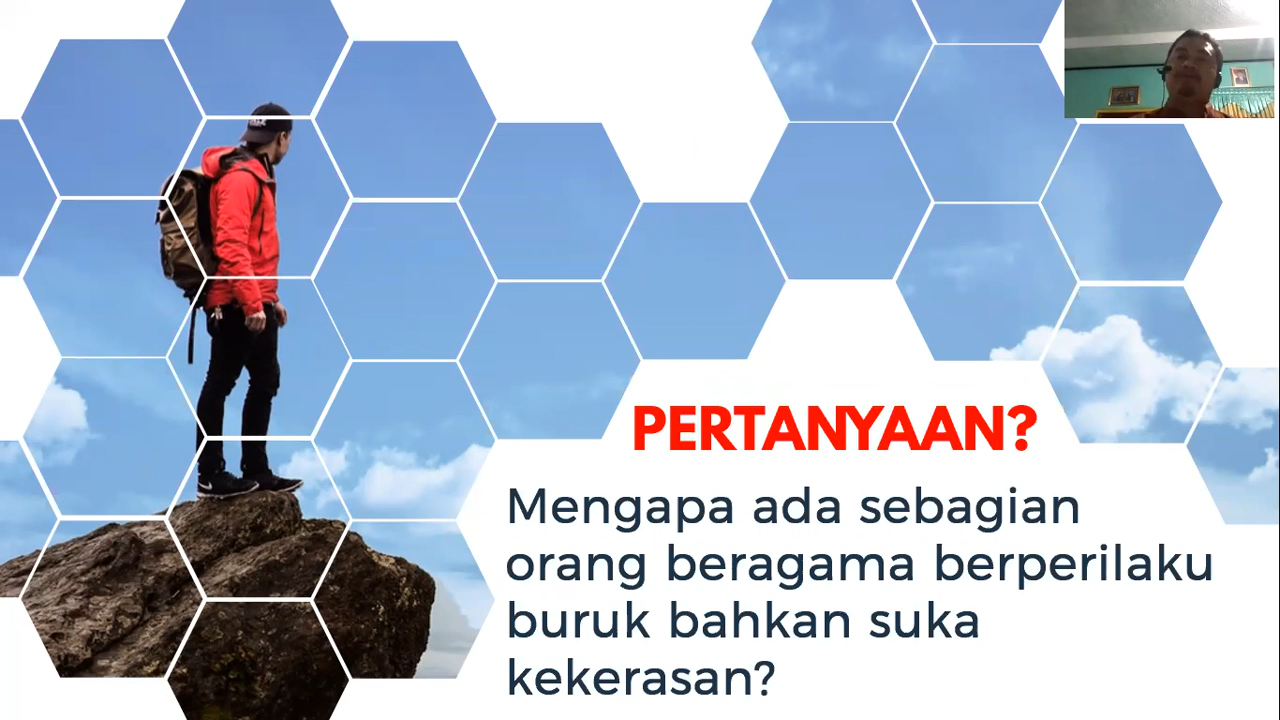 PERTANYAAN?
Mengapa ada sebagian
orang beragama berperilaku
buruk bahkan suka
kekerasan?